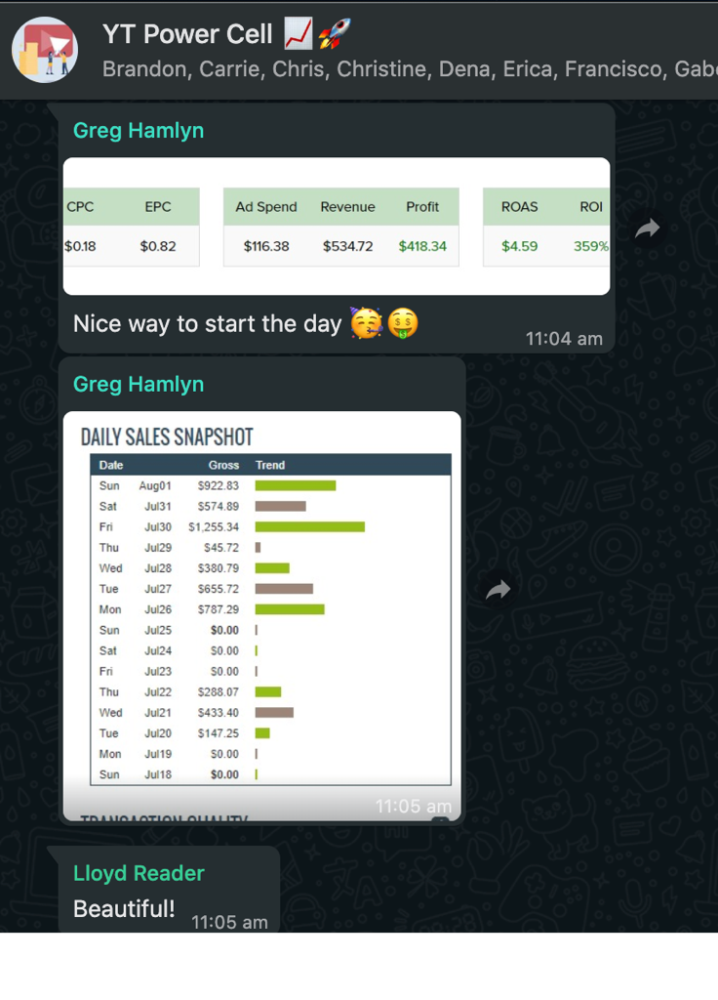 YT Power Cell 📈🚀
Brandon, Carrie, Chris, Christine, Dena, Erica, Francisco, Gab
Greg Hamlyn
CPC EPC Ad Spend Revenue Profit ROAS ROI
$0.18 $0.82 $116.38 $534.72 $418.34 $4.59 359%
Nice way to start the day 🥳🤑
11:04 am
Greg Hamlyn
DAILY SALES SNAPSHOT
Date Gross Trend
Sun Aug01 $922.83
Sat Jul31 $574.89
Fri Jul30 $1,255.34
Thu Jul29 $45.72
Wed Jul28 $380.79
Tue Jul27 $655.72
Mon Jul26 $787.29
Sun Jul25 $0.00
Sat Jul24 $0.00
Fri Jul23 $0.00
Thu Jul22 $288.07
Wed Jul21 $433.40
Tue Jul20 $147.25
Mon Jul19 $0.00
Sun Jul18 $0.00
11:05 am
TRANSACTION QUALITY
Lloyd Reader
Beautiful!
11:05 am